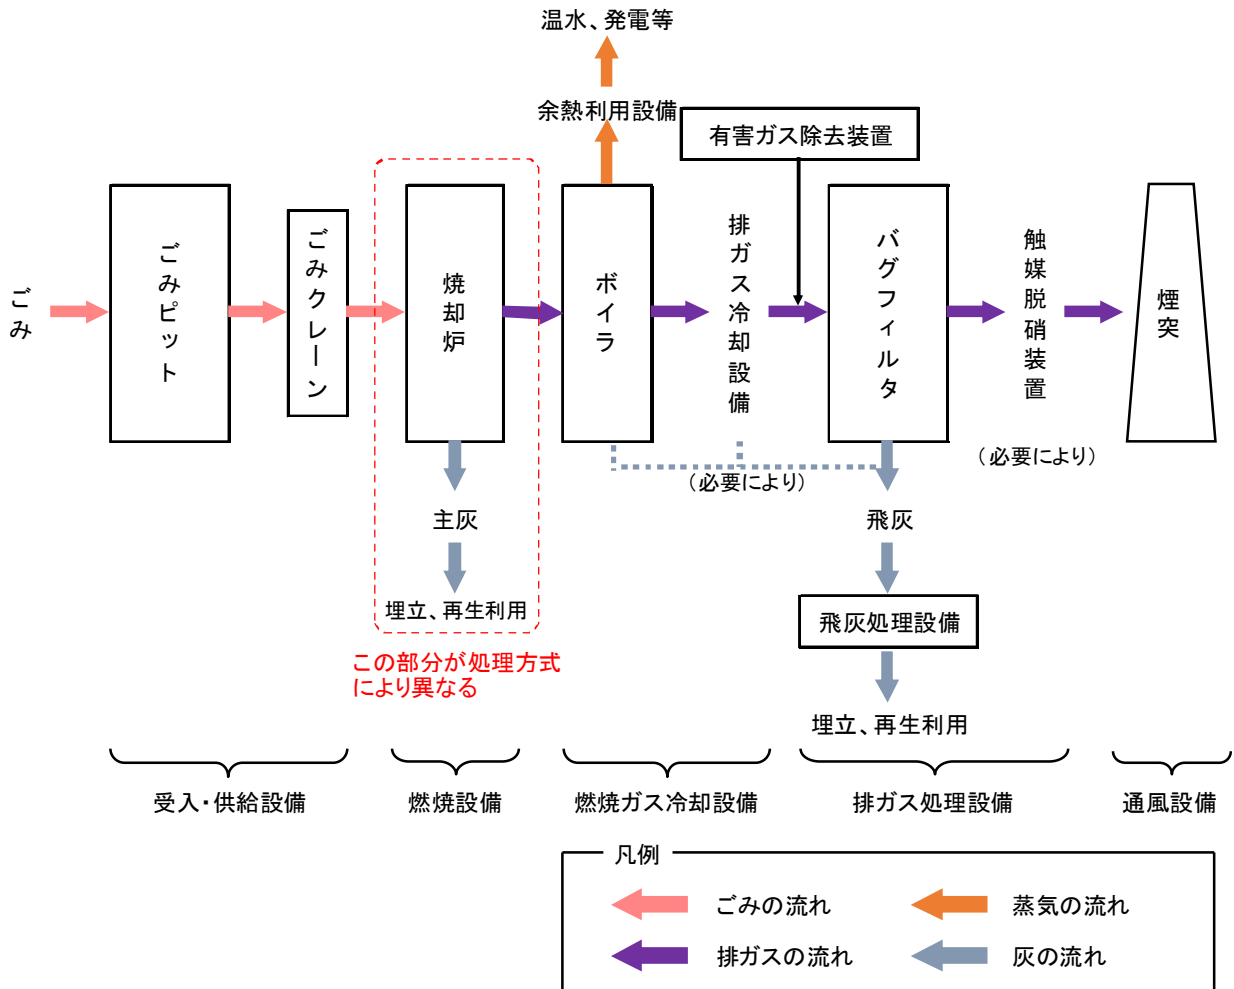 温水、発電等
余熱利用設備
有害ガス除去装置
ごみ
ごみピット
ごみクレーン
焼却炉
ボイラ
排ガス冷却設備
バグフィルタ
触媒脱硝装置
煙突
（必要により）
（必要により）
主灰
飛灰
埋立、再生利用
飛灰処理設備
この部分が処理方式
により異なる
埋立、再生利用
受入・供給設備
燃焼設備
燃焼ガス冷却設備
排ガス処理設備
通風設備
凡例
ごみの流れ
蒸気の流れ
排ガスの流れ
灰の流れ